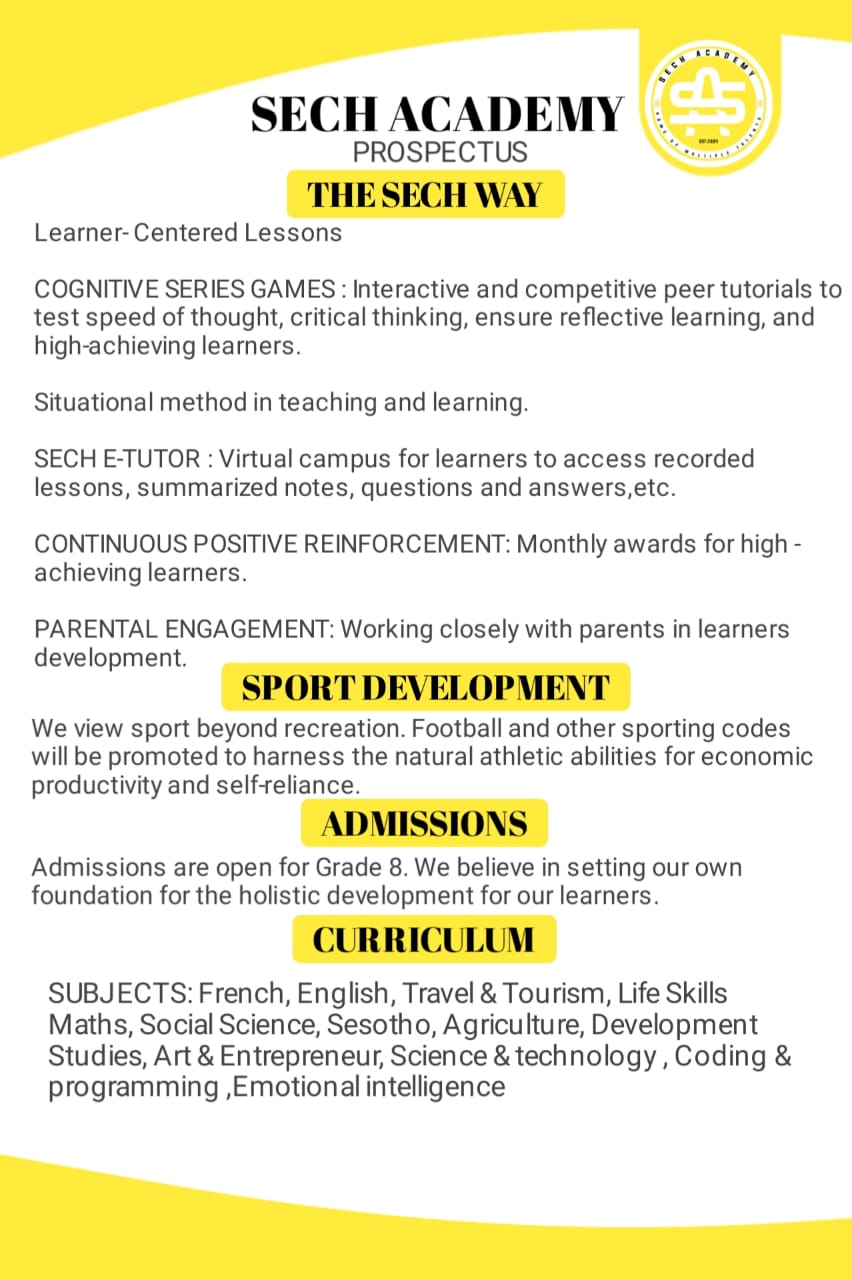 SECH ACADEMY
HOME OF MULTIPLE TALENTS
EST.2024
SECH ACADEMY
PROSPECTUS
THE SECH WAY
Learner- Centered Lessons
COGNITIVE SERIES GAMES : Interactive and competitive peer tutorials to
test speed of thought, critical thinking, ensure reflective learning, and
high-achieving learners.
Situational method in teaching and learning.
SECH E-TUTOR : Virtual campus for learners to access recorded
lessons, summarized notes, questions and answers,etc.
CONTINUOUS POSITIVE REINFORCEMENT: Monthly awards for high -
achieving learners.
PARENTAL ENGAGEMENT: Working closely with parents in learners
development.
SPORT DEVELOPMENT
We view sport beyond recreation. Football and other sporting codes
will be promoted to harness the natural athletic abilities for economic
productivity and self-reliance.
ADMISSIONS
Admissions are open for Grade 8. We believe in setting our own
foundation for the holistic development for our learners.
CURRICULUM
SUBJECTS: French, English, Travel & Tourism, Life Skills
Maths, Social Science, Sesotho, Agriculture, Development
Studies, Art & Entrepreneur, Science & technology , Coding &
programming ,Emotional intelligence